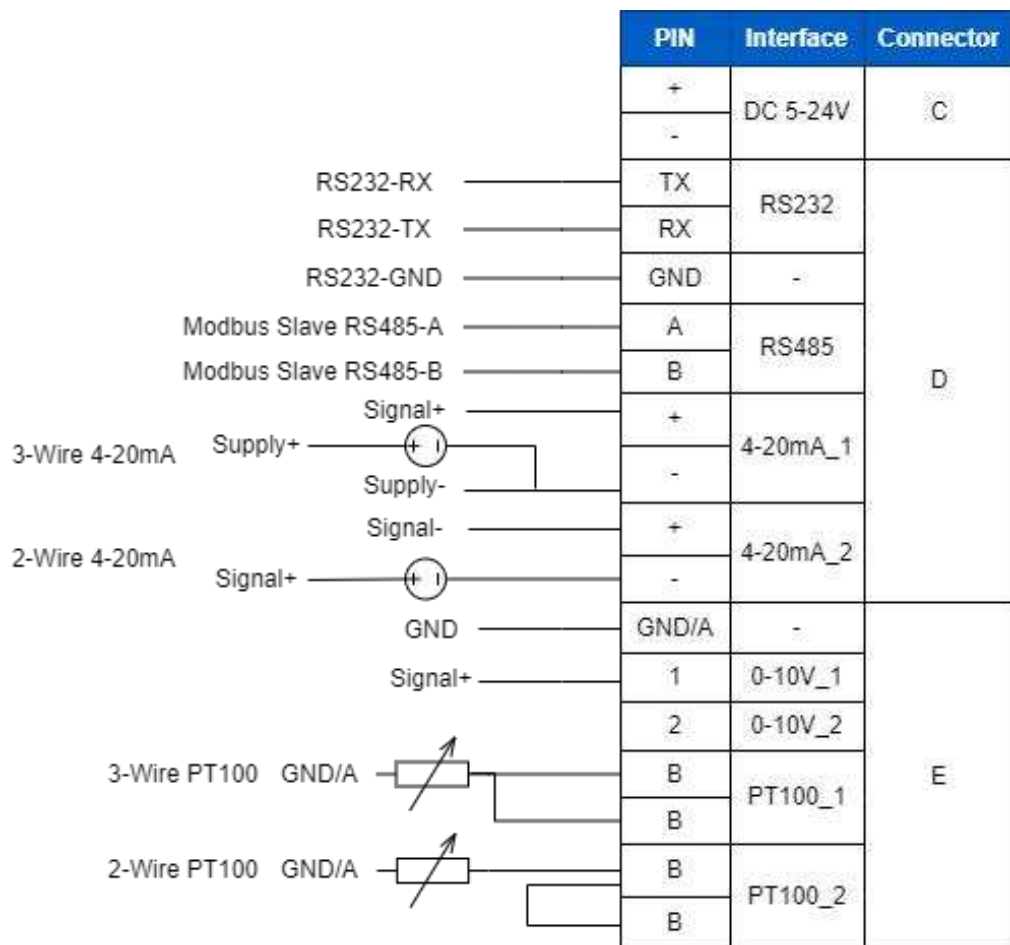 PIN Interface Connector
+
DC 5-24V C
-
RS232-RX TX
RS232
RS232-TX RX
RS232-GND GND -
Modbus Slave RS485-A A
RS485
Modbus Slave RS485-B B
D
Signal+ +
3-Wire 4-20mA Supply+ + - 4-20mA_1
Supply- -
Signal- +
2-Wire 4-20mA 4-20mA_2
Signal+ + - -
GND GND/A -
Signal+ 1 0-10V_1
2 0-10V_2
3-Wire PT100 GND/A B
PT100_1 E
B
2-Wire PT100 GND/A B
PT100_2
B